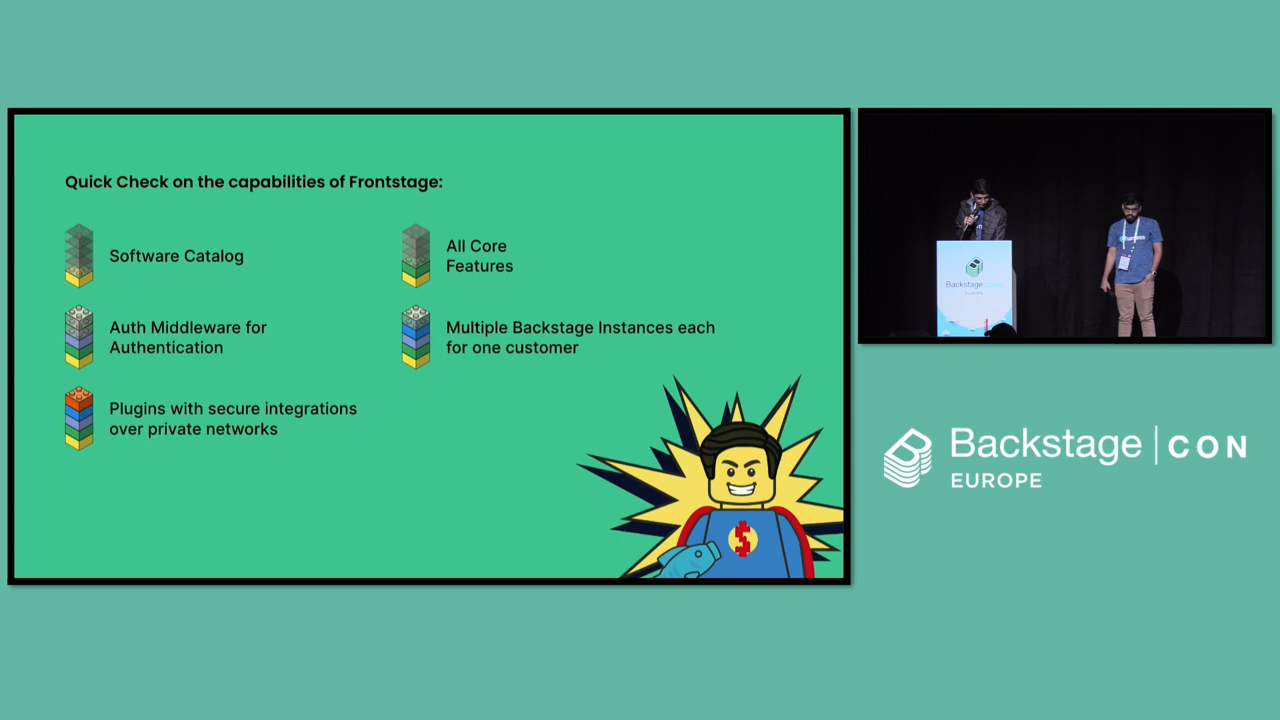 Quick Check on the capabilities of Frontstage:
Software Catalog
All Core
Features
Auth Middleware for
Authentication
Multiple Backstage Instances each
for one customer
Plugins with secure integrations
over private networks
Backstage
Backstage | CON
EUROPE